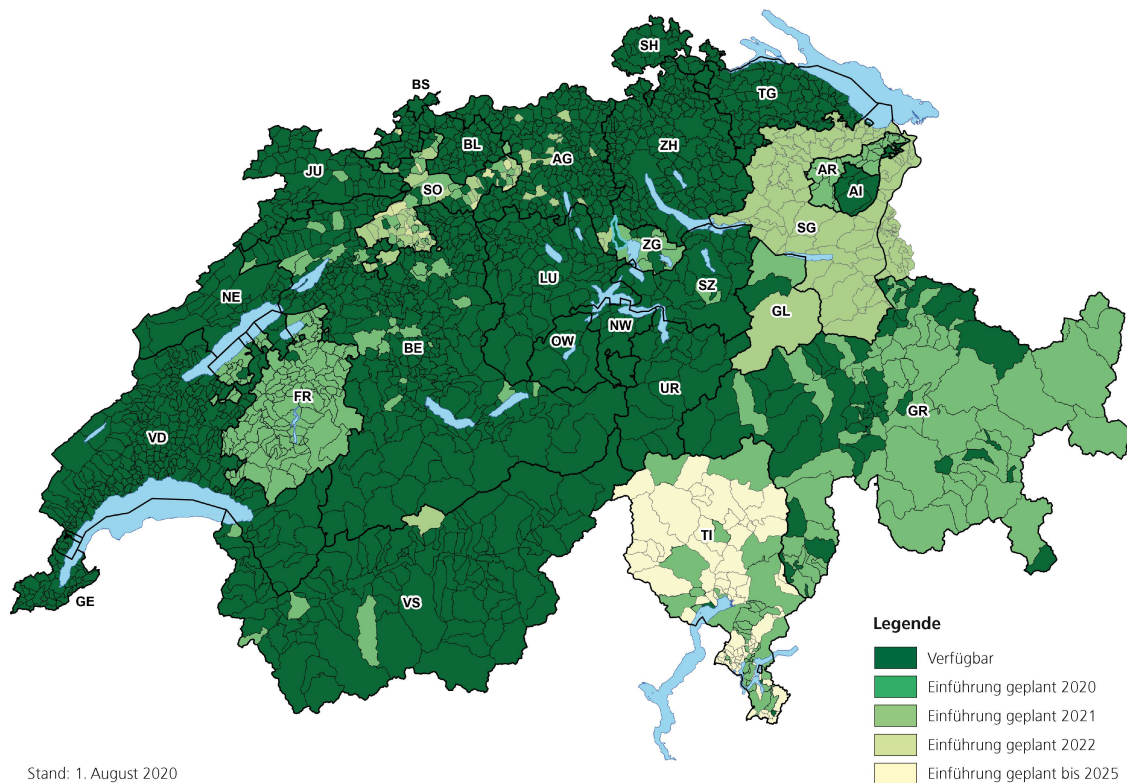 SH
BS
TG
BL
AG
ZH
JU
AR
SO
AI
SG
ZG
LU
SZ
NE
GL
NW
BE
OW
UR
FR
GR
VD
TI
VS
GE
Legende
Verfügbar
Einführung geplant 2020
Einführung geplant 2021
Einführung geplant 2022
Einführung geplant bis 2025
Stand: 1. August 2020